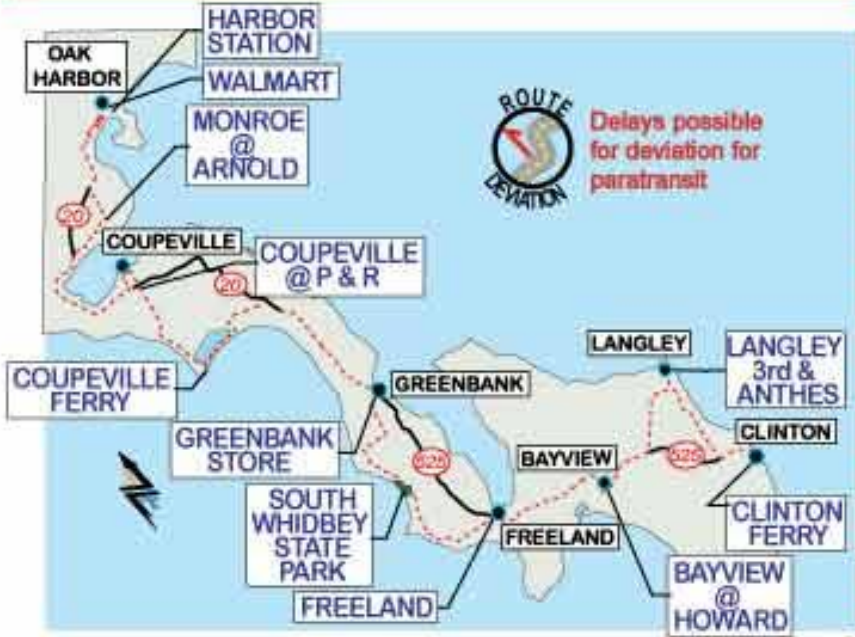 HARBOR
STATION
OAK
HARBOR
WALMART
MONROE
@
ARNOLD
ROUTE
DEVIATION
Delays possible
for deviation for
paratransit
20
COUPEVILLE
COUPEVILLE
@ P & R
20
LANGLEY
LANGLEY
3rd &
ANTHES
COUPEVILLE
FERRY
GREENBANK
GREENBANK
STORE
525
BAYVIEW
525
CLINTON
SOUTH
WHIDBEY
STATE
PARK
CLINTON
FERRY
FREELAND
FREELAND
BAYVIEW
@
HOWARD